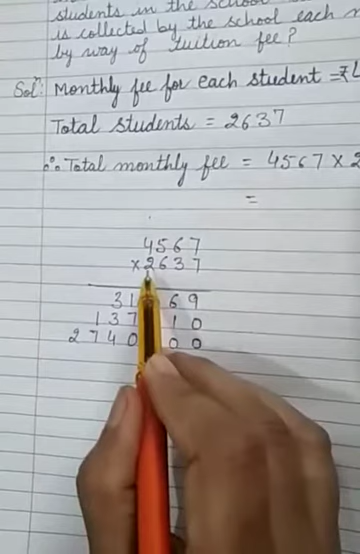 students in the school
is collected by the school each
by way of tuition fee?
Solⁿ: Monthly fee for each student = ₹
Total students = 2637
∴ Total monthly fee = 4567 × 2
=
4567
×2637
31 69
137 10
2740 00